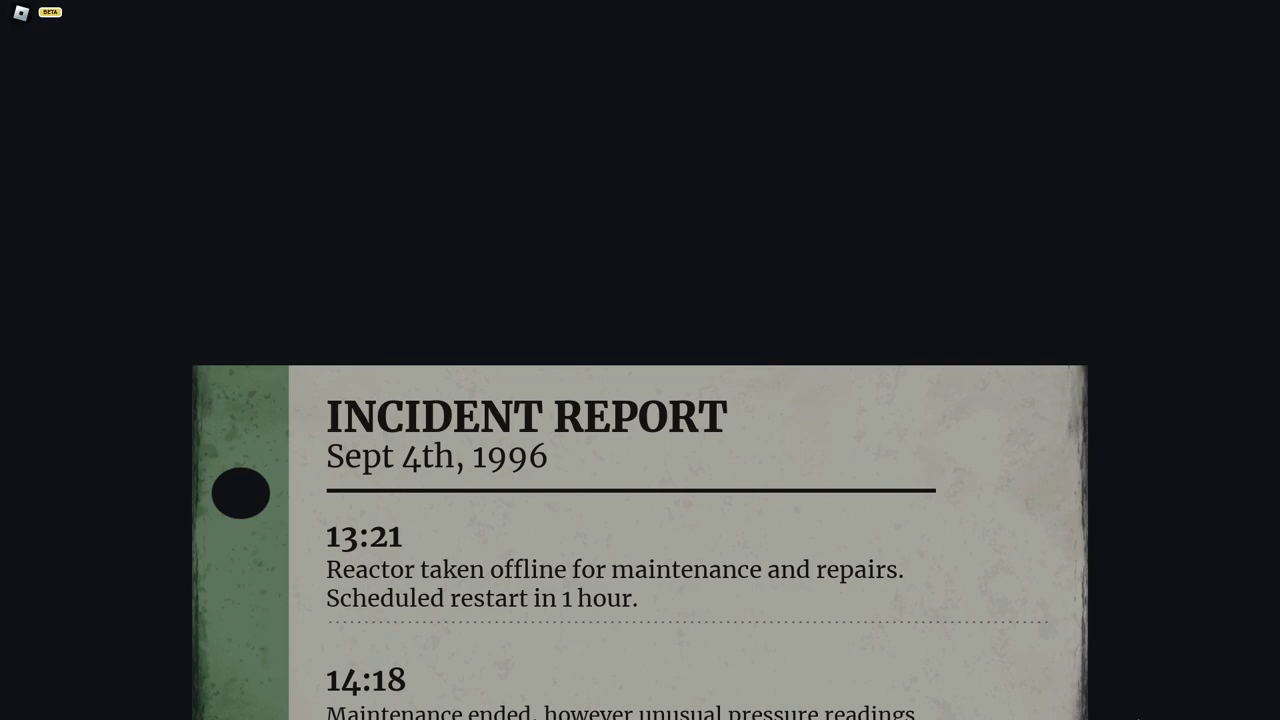 BETA
INCIDENT REPORT
Sept 4th, 1996
13:21
Reactor taken offline for maintenance and repairs.
Scheduled restart in 1 hour.
14:18
Maintenance ended, however unusual pressure readings